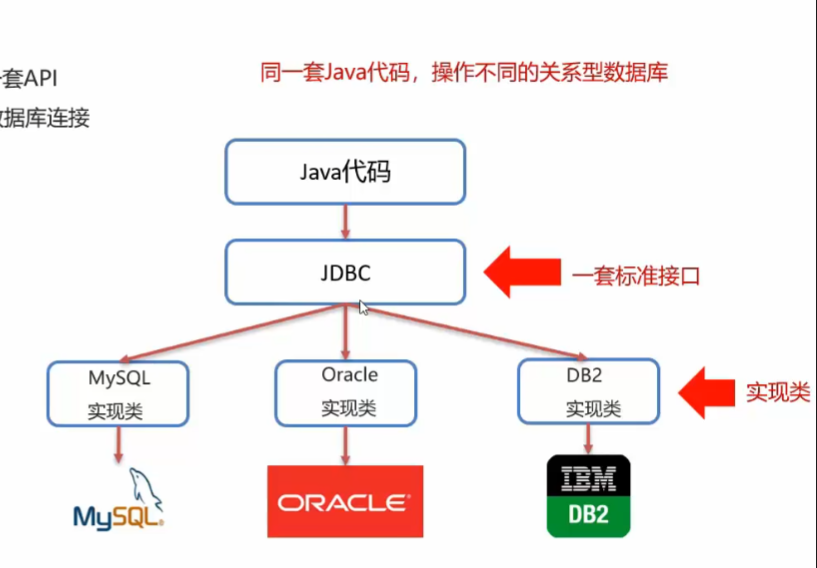 套API
同一套Java代码，操作不同的关系型数据库
数据库连接
Java代码
JDBC
一套标准接口
MySQL
实现类
Oracle
实现类
DB2
实现类
实现类
MySQL®
ORACLE®
IBM
DB2